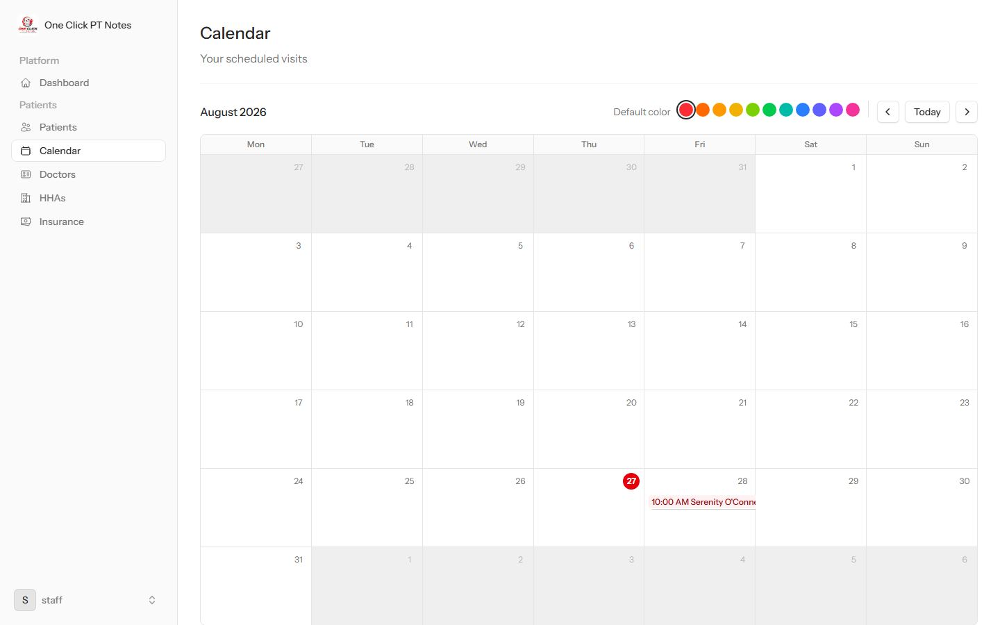 One Click PT Notes
Platform
Dashboard
Patients
Patients
Calendar
Doctors
HHAs
Insurance
S staff
Calendar
Your scheduled visits
August 2026
Default color
Today
Mon Tue Wed Thu Fri Sat Sun
27 28 29 30 31 1 2
3 4 5 6 7 8 9
10 11 12 13 14 15 16
17 18 19 20 21 22 23
24 25 26 27 28 29 30
10:00 AM Serenity O'Conne
31 1 2 3 4 5 6